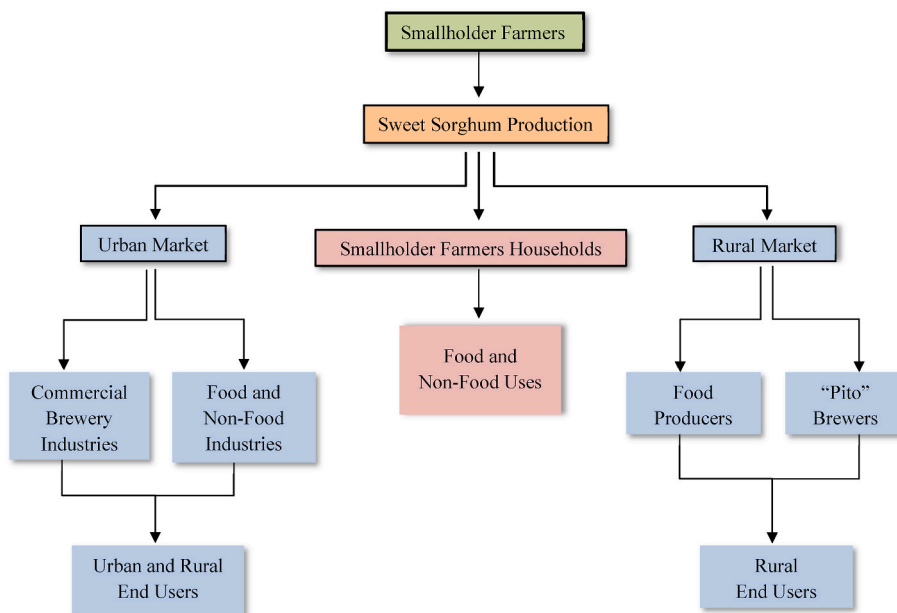 Smallholder Farmers
Sweet Sorghum Production
Urban Market
Smallholder Farmers Households
Rural Market
Commercial
Brewery
Industries
Food and
Non-Food
Industries
Food and
Non-Food Uses
Food
Producers
“Pito”
Brewers
Urban and Rural
End Users
Rural
End Users